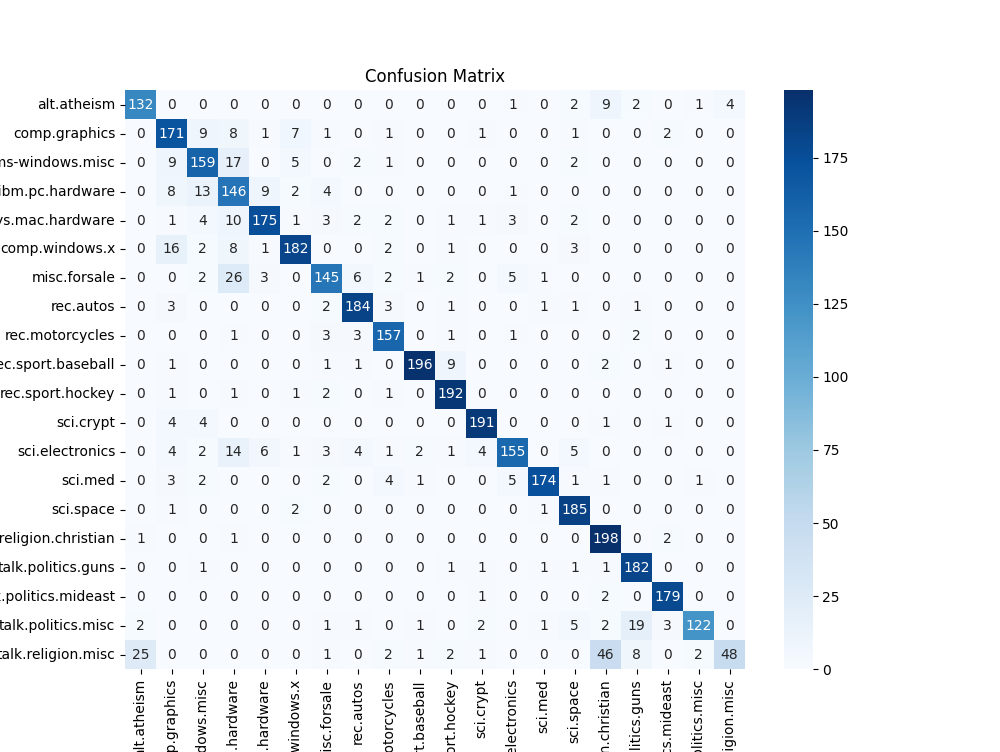 Confusion Matrix
alt.atheism 132 0 0 0 0 0 0 0 0 0 0 0 1 0 2 9 2 0 1 4
comp.graphics 0 171 9 8 1 7 1 0 1 0 0 1 0 0 1 0 0 2 0 0
ms-windows.misc 0 9 159 17 0 5 0 2 1 0 0 0 0 0 2 0 0 0 0 0
ibm.pc.hardware 0 8 13 146 9 2 4 0 0 0 0 0 1 0 0 0 0 0 0 0
ys.mac.hardware 0 1 4 10 175 1 3 2 2 0 1 1 3 0 2 0 0 0 0 0
comp.windows.x 0 16 2 8 1 182 0 0 2 0 1 0 0 0 3 0 0 0 0 0
misc.forsale 0 0 2 26 3 0 145 6 2 1 2 0 5 1 0 0 0 0 0 0
rec.autos 0 3 0 0 0 0 2 184 3 0 1 0 0 1 1 0 1 0 0 0
rec.motorcycles 0 0 0 1 0 0 3 3 157 0 1 0 1 0 0 0 2 0 0 0
ec.sport.baseball 0 1 0 0 0 0 1 1 0 196 9 0 0 0 0 2 0 1 0 0
rec.sport.hockey 0 1 0 1 0 1 2 0 1 0 192 0 0 0 0 0 0 0 0 0
sci.crypt 0 4 4 0 0 0 0 0 0 0 0 191 0 0 0 1 0 1 0 0
sci.electronics 0 4 2 14 6 1 3 4 1 2 1 4 155 0 5 0 0 0 0 0
sci.med 0 3 2 0 0 0 2 0 4 1 0 0 5 174 1 1 0 0 1 0
sci.space 0 1 0 0 0 2 0 0 0 0 0 0 0 1 185 0 0 0 0 0
religion.christian 1 0 0 1 0 0 0 0 0 0 0 0 0 0 0 198 0 2 0 0
talk.politics.guns 0 0 1 0 0 0 0 0 0 0 1 1 0 1 1 1 182 0 0 0
.politics.mideast 0 0 0 0 0 0 0 0 0 0 0 1 0 0 0 2 0 179 0 0
talk.politics.misc 2 0 0 0 0 0 1 1 0 1 0 2 0 1 5 2 19 3 122 0
talk.religion.misc 25 0 0 0 0 0 1 0 2 1 2 1 0 0 0 46 8 0 2 48
alt.atheism
p.graphics
dows.misc
.hardware
.hardware
windows.x
isc.forsale
rec.autos
otorcycles
rt.baseball
ort.hockey
sci.crypt
electronics
sci.med
sci.space
n.christian
litics.guns
cs.mideast
olitics.misc
igion.misc
175
150
125
100
75
50
25
0